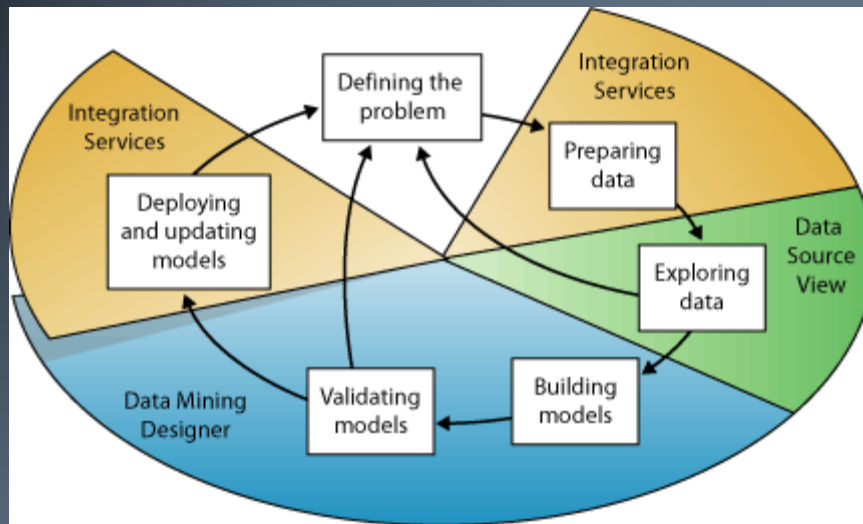 Integration
Services
Defining the
problem
Integration
Services
Preparing
data
Deploying
and updating
models
Data
Source
View
Exploring
data
Building
models
Validating
models
Data Mining
Designer